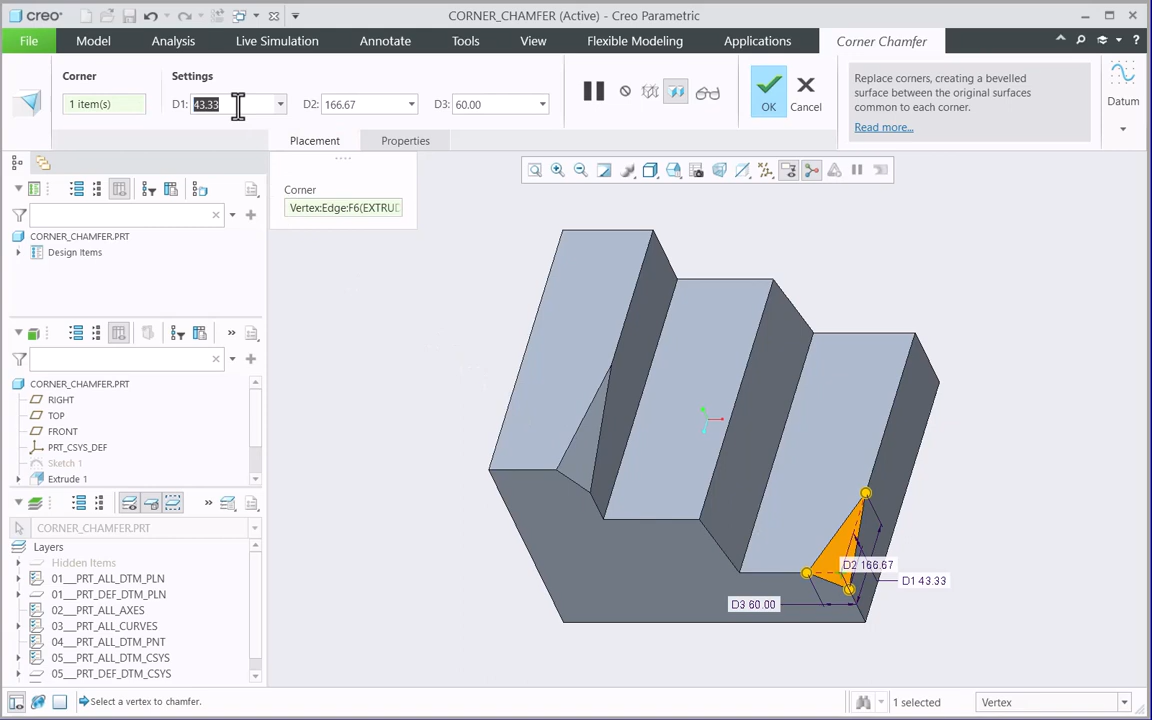 creo
CORNER_CHAMFER (Active) - Creo Parametric
File
Model
Analysis
Live Simulation
Annotate
Tools
View
Flexible Modeling
Applications
Corner Chamfer
Corner
1 item(s)
Settings
D1: 43.33
D2: 166.67
D3: 60.00
OK
Cancel
Replace corners, creating a bevelled
surface between the original surfaces
common to each corner.
Read more...
Datum
Placement
Properties
Corner
Vertex:Edge:F6(EXTRU
CORNER_CHAMFER.PRT
Design Items
CORNER_CHAMFER.PRT
RIGHT
TOP
FRONT
PRT_CSYS_DEF
Sketch 1
Extrude 1
CORNER_CHAMFER.PRT
Layers
Hidden Items
01___PRT_ALL_DTM_PLN
01___PRT_DEF_DTM_PLN
02___PRT_ALL_AXES
03___PRT_ALL_CURVES
04___PRT_ALL_DTM_PNT
05___PRT_ALL_DTM_CSYS
05___PRT_DEF_DTM_CSYS
D2 166.67
D1 43.33
D3 60.00
Select a vertex to chamfer.
1 selected
Vertex